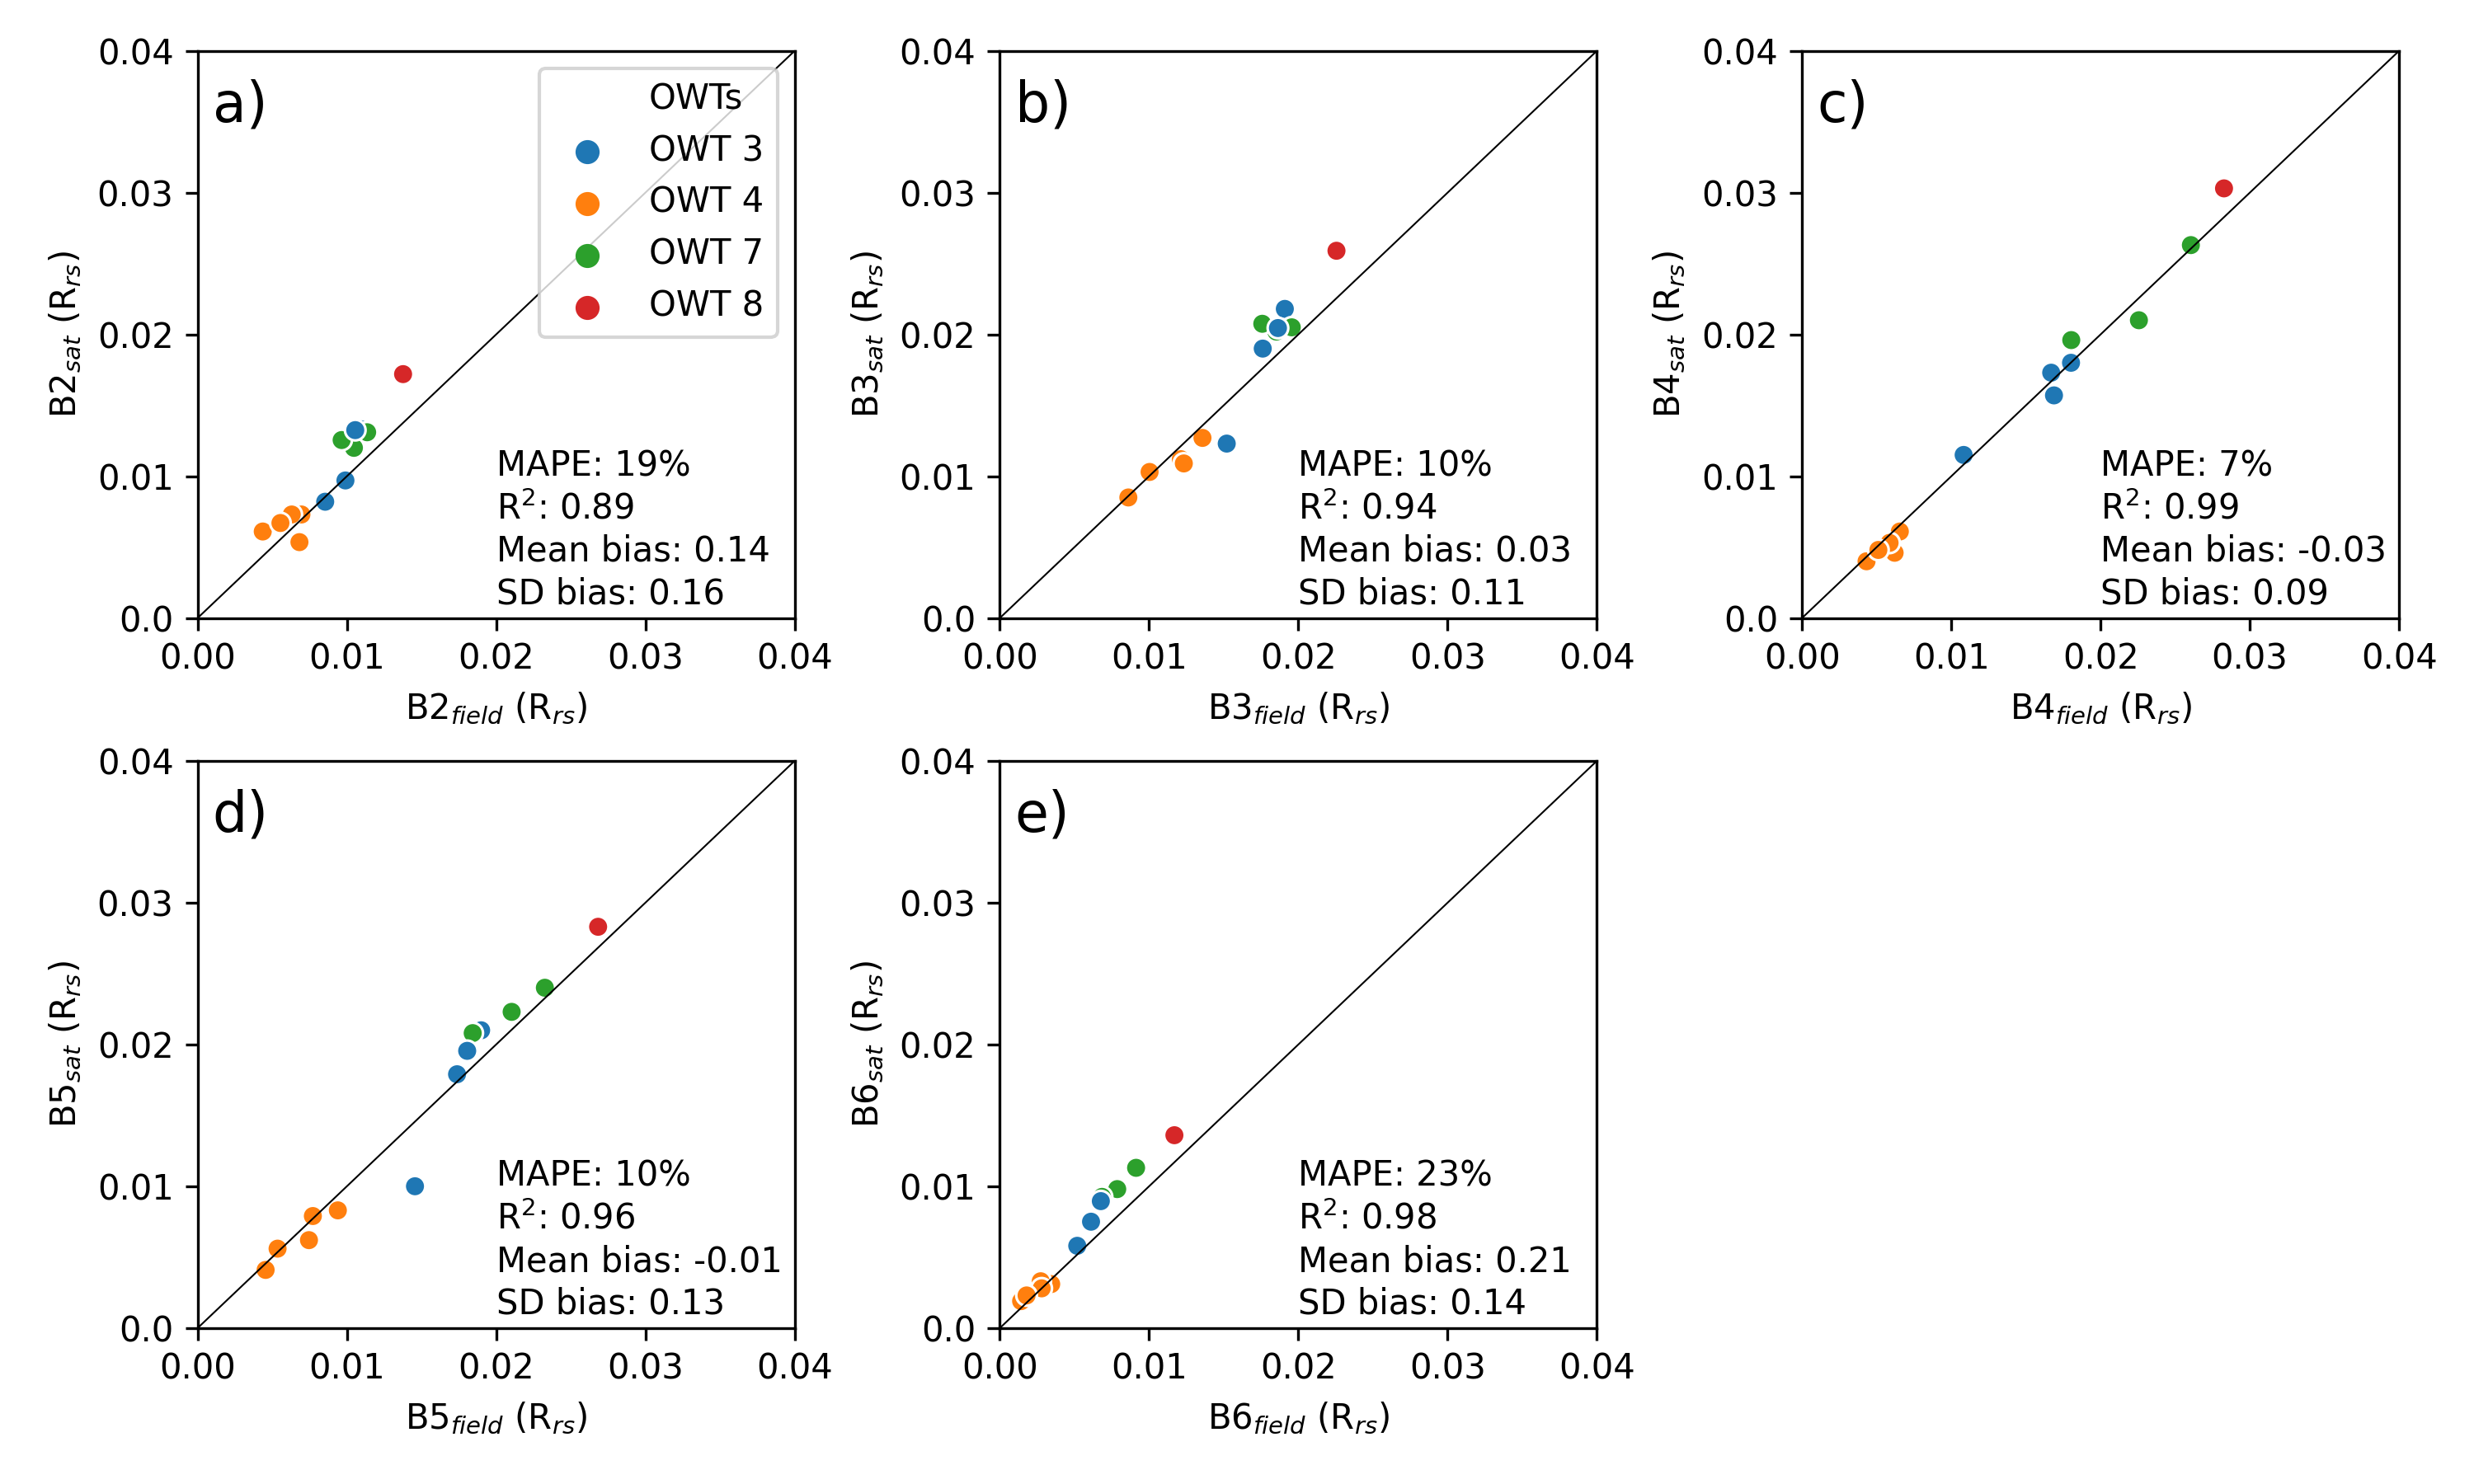 a)
0.04
0.03
0.02
0.01
0.0
B2sat (Rrs)
OWTs
OWT 3
OWT 4
OWT 7
OWT 8
MAPE: 19%
R²: 0.89
Mean bias: 0.14
SD bias: 0.16
0.00 0.01 0.02 0.03 0.04
B2field (Rrs)
b)
0.04
0.03
0.02
0.01
0.0
B3sat (Rrs)
MAPE: 10%
R²: 0.94
Mean bias: 0.03
SD bias: 0.11
0.00 0.01 0.02 0.03 0.04
B3field (Rrs)
c)
0.04
0.03
0.02
0.01
0.0
B4sat (Rrs)
MAPE: 7%
R²: 0.99
Mean bias: -0.03
SD bias: 0.09
0.00 0.01 0.02 0.03 0.04
B4field (Rrs)
d)
0.04
0.03
0.02
0.01
0.0
B5sat (Rrs)
MAPE: 10%
R²: 0.96
Mean bias: -0.01
SD bias: 0.13
0.00 0.01 0.02 0.03 0.04
B5field (Rrs)
e)
0.04
0.03
0.02
0.01
0.0
B6sat (Rrs)
MAPE: 23%
R²: 0.98
Mean bias: 0.21
SD bias: 0.14
0.00 0.01 0.02 0.03 0.04
B6field (Rrs)